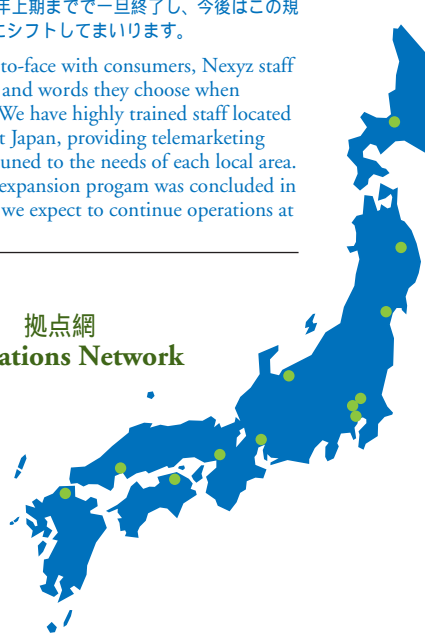 年上期までで一旦終了し、今後はこの規
にシフトしてまいります。
to-face with consumers, Nexyz staff
and words they choose when
We have highly trained staff located
t Japan, providing telemarketing
uned to the needs of each local area.
expansion progam was concluded in
we expect to continue operations at
拠点網
ations Network